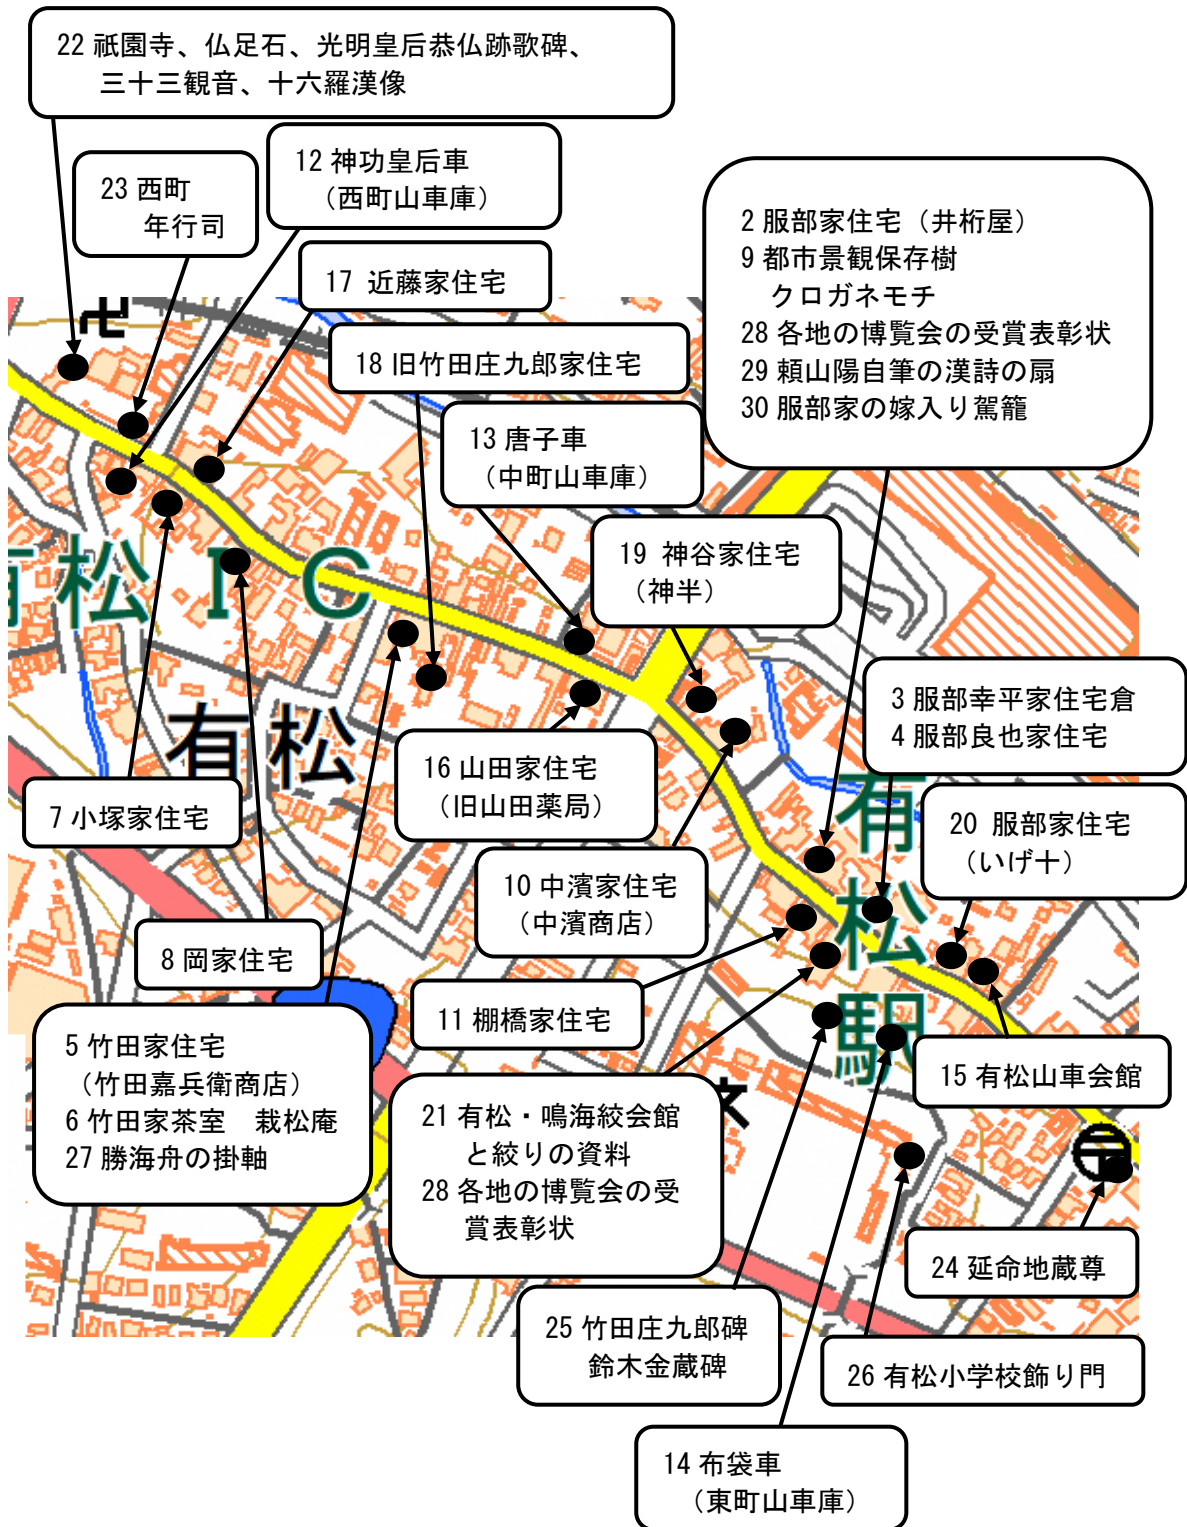 22 祇園寺、仏足石、光明皇后恭仏跡歌碑、
三十三観音、十六羅漢像
12 神功皇后車
（西町山車庫）
23 西町
年行司
2 服部家住宅（井桁屋）
9 都市景観保存樹
クロガネモチ
28 各地の博覧会の受賞表彰状
29 頼山陽自筆の漢詩の扇
30 服部家の嫁入り駕籠
17 近藤家住宅
18 旧竹田庄九郎家住宅
13 唐子車
（中町山車庫）
19 神谷家住宅
（神半）
有松ＩＣ
3 服部幸平家住宅倉
4 服部良也家住宅
有松
16 山田家住宅
（旧山田薬局）
7 小塚家住宅
有松駅
20 服部家住宅
（いげ十）
10 中濱家住宅
（中濱商店）
8 岡家住宅
11 棚橋家住宅
5 竹田家住宅
（竹田嘉兵衛商店）
6 竹田家茶室　栽松庵
27 勝海舟の掛軸
15 有松山車会館
21 有松・鳴海絞会館
と絞りの資料
28 各地の博覧会の受
賞表彰状
24 延命地蔵尊
25 竹田庄九郎碑
鈴木金蔵碑
26 有松小学校飾り門
14 布袋車
（東町山車庫）